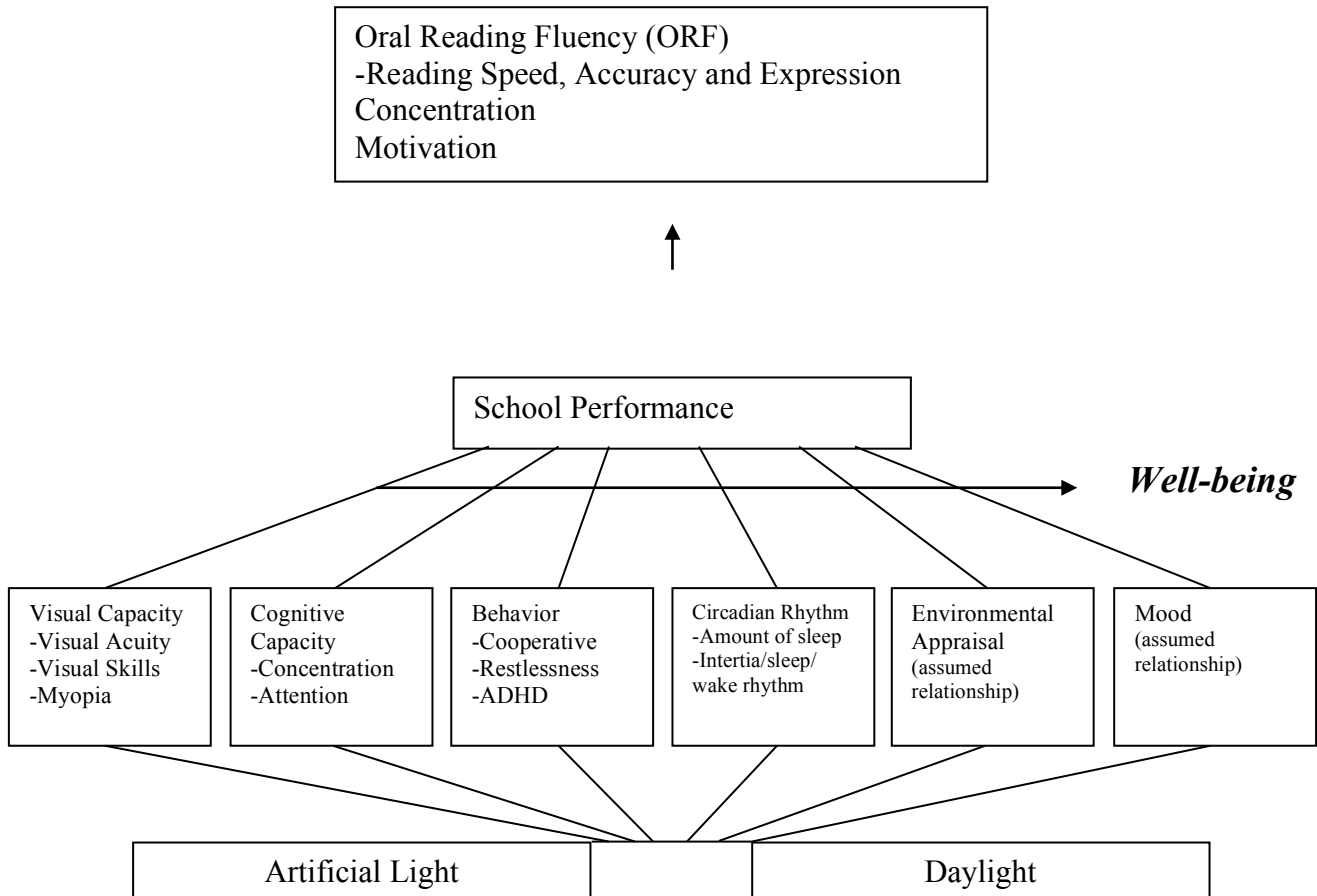 Oral Reading Fluency (ORF)
-Reading Speed, Accuracy and Expression
Concentration
Motivation
School Performance
Well-being
Visual Capacity
-Visual Acuity
-Visual Skills
-Myopia
Cognitive
Capacity
-Concentration
-Attention
Behavior
-Cooperative
-Restlessness
-ADHD
Circadian Rhythm
-Amount of sleep
-Intertia/sleep/
wake rhythm
Environmental
Appraisal
(assumed
relationship)
Mood
(assumed
relationship)
Artificial Light
Daylight